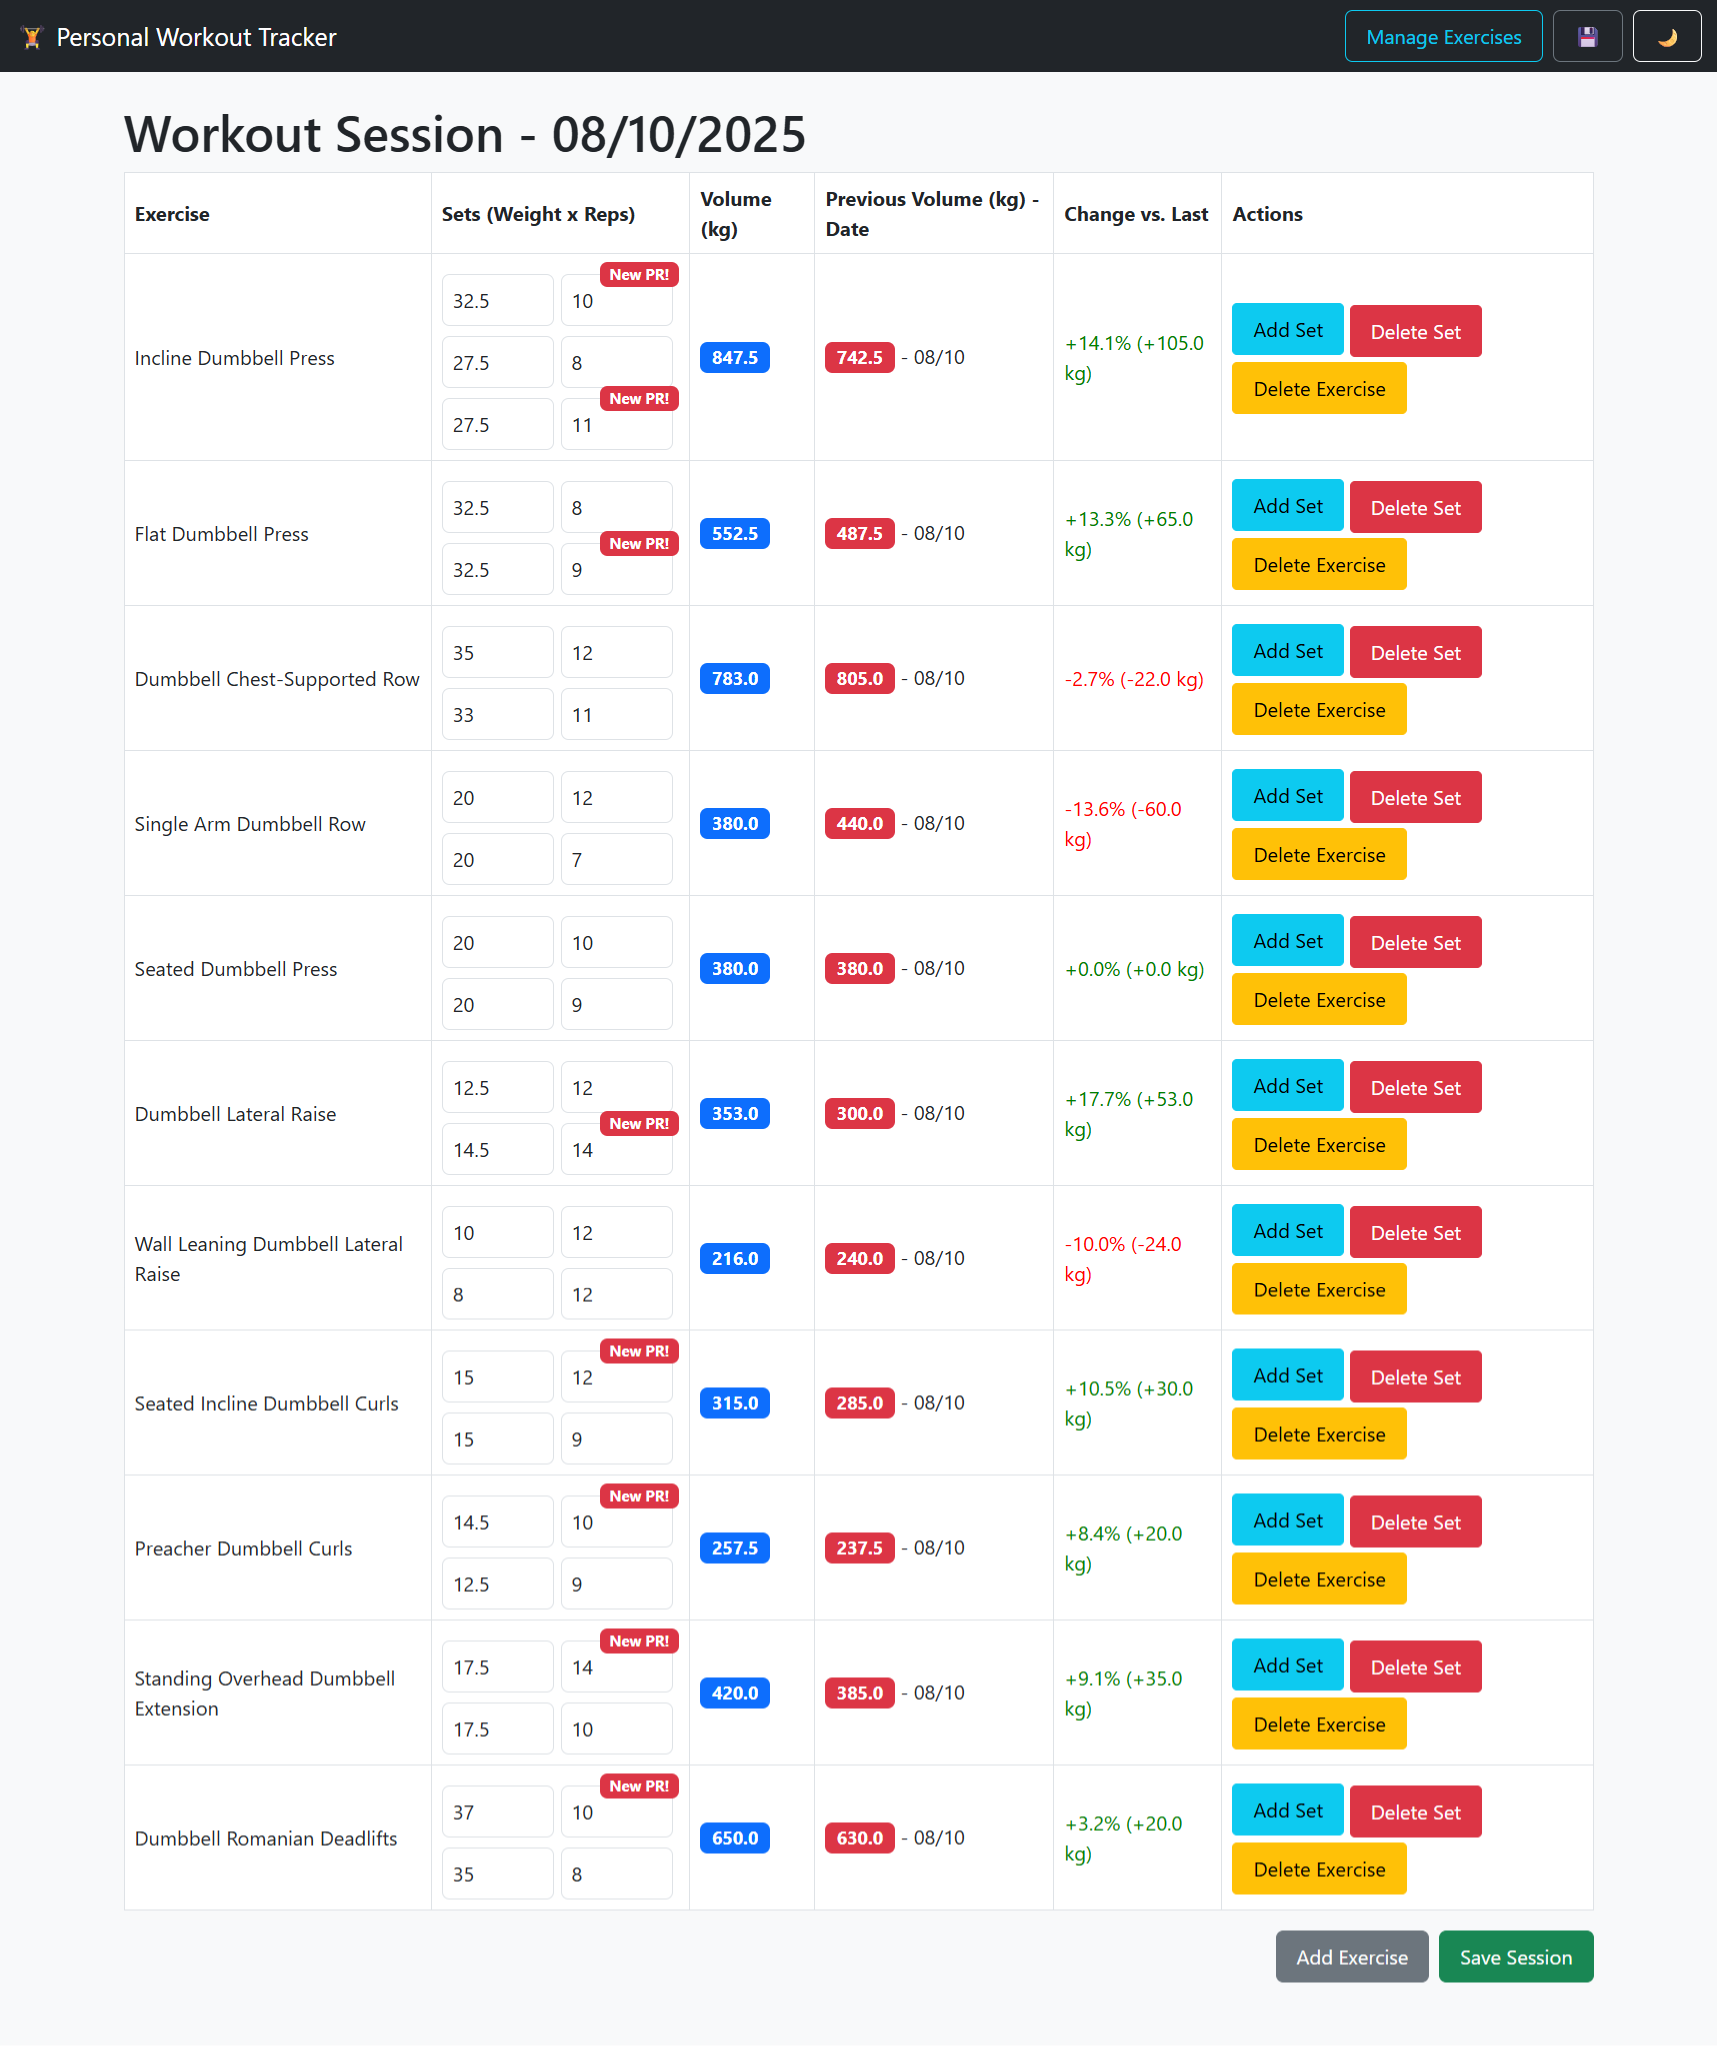 Personal Workout Tracker
Manage Exercises
Workout Session - 08/10/2025
Exercise
Sets (Weight x Reps)
Volume
(kg)
Previous Volume (kg) -
Date
Change vs. Last
Actions
Incline Dumbbell Press
32.5
New PR!
10
27.5
8
27.5
New PR!
11
847.5
742.5 - 08/10
+14.1% (+105.0
kg)
Add Set
Delete Set
Delete Exercise
Flat Dumbbell Press
32.5
8
32.5
New PR!
9
552.5
487.5 - 08/10
+13.3% (+65.0
kg)
Add Set
Delete Set
Delete Exercise
Dumbbell Chest-Supported Row
35
12
33
11
783.0
805.0 - 08/10
-2.7% (-22.0 kg)
Add Set
Delete Set
Delete Exercise
Single Arm Dumbbell Row
20
12
20
7
380.0
440.0 - 08/10
-13.6% (-60.0
kg)
Add Set
Delete Set
Delete Exercise
Seated Dumbbell Press
20
10
20
9
380.0
380.0 - 08/10
+0.0% (+0.0 kg)
Add Set
Delete Set
Delete Exercise
Dumbbell Lateral Raise
12.5
12
14.5
New PR!
14
353.0
300.0 - 08/10
+17.7% (+53.0
kg)
Add Set
Delete Set
Delete Exercise
Wall Leaning Dumbbell Lateral
Raise
10
12
8
12
216.0
240.0 - 08/10
-10.0% (-24.0
kg)
Add Set
Delete Set
Delete Exercise
Seated Incline Dumbbell Curls
15
New PR!
12
15
9
315.0
285.0 - 08/10
+10.5% (+30.0
kg)
Add Set
Delete Set
Delete Exercise
Preacher Dumbbell Curls
14.5
New PR!
10
12.5
9
257.5
237.5 - 08/10
+8.4% (+20.0
kg)
Add Set
Delete Set
Delete Exercise
Standing Overhead Dumbbell
Extension
17.5
New PR!
14
17.5
10
420.0
385.0 - 08/10
+9.1% (+35.0
kg)
Add Set
Delete Set
Delete Exercise
Dumbbell Romanian Deadlifts
37
New PR!
10
35
8
650.0
630.0 - 08/10
+3.2% (+20.0
kg)
Add Set
Delete Set
Delete Exercise
Add Exercise
Save Session